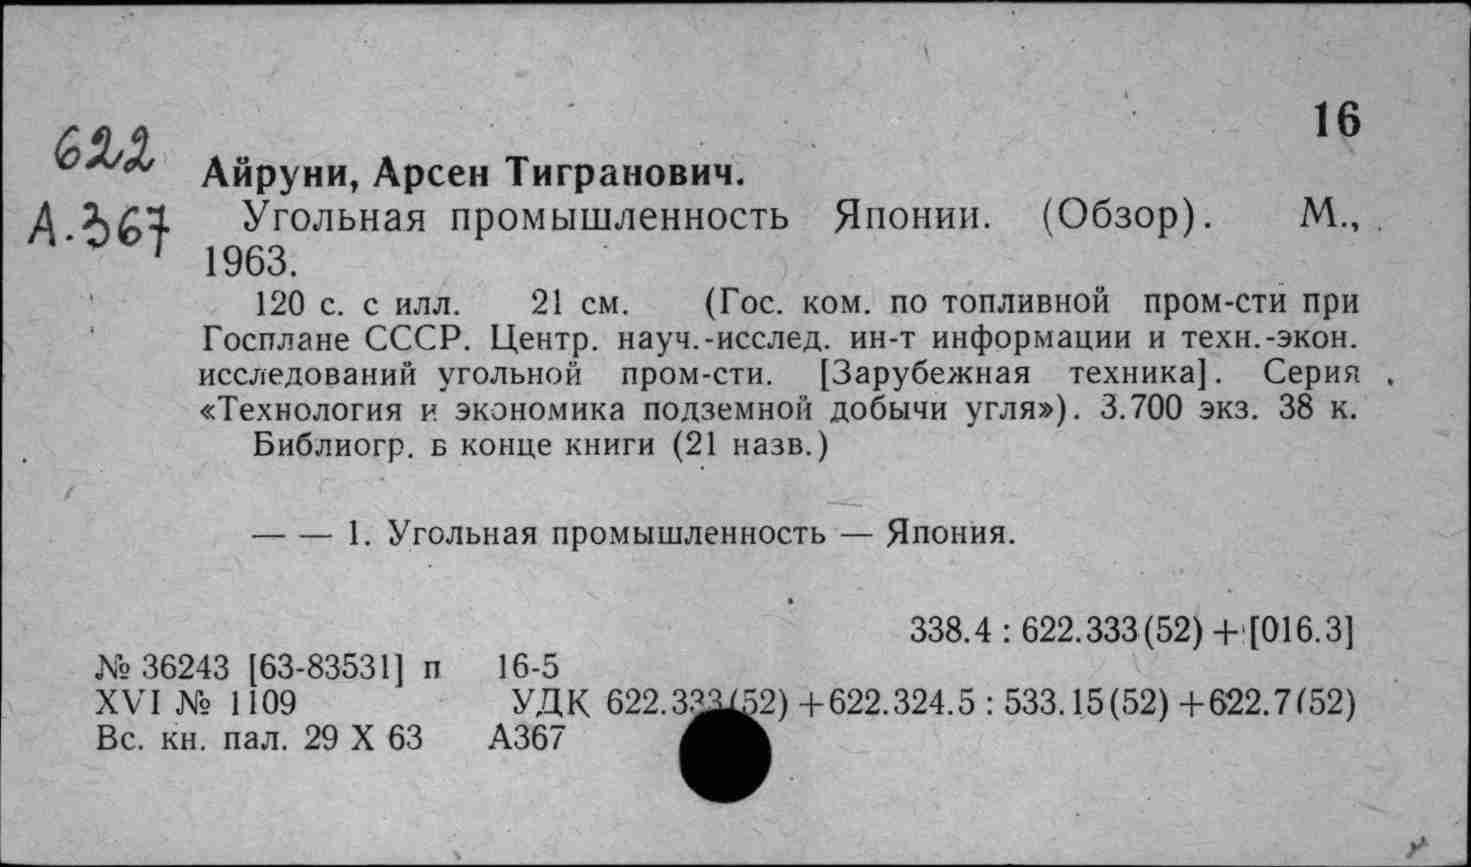 16
622
Айруни, Арсен Тигранович.
А.367 Угольная промышленность Японии. (Обзор). М.,
1963.
120 с. с илл. 21 см. (Гос. ком. по топливной пром-сти при
Госплане СССР. Центр. науч.-исслед. ин-т информации и техн.-экон.
исследований угольной пром-сти. [Зарубежная техника]. Серия
«Технология и экономика подземной добычи угля»). 3.700 экз. 38 к.
Библиогр. в конце книги (21 назв.)
— — 1. Угольная промышленность — Япония.
338.4 : 622.333(52) + [016.3]
№ 36243 [63-83531] п 16-5
XVI № 1109 УДК 622.333(52) + 622.324.5 : 533.15(52) + 622.7(52)
Вс. кн. пал. 29 X 63 А367